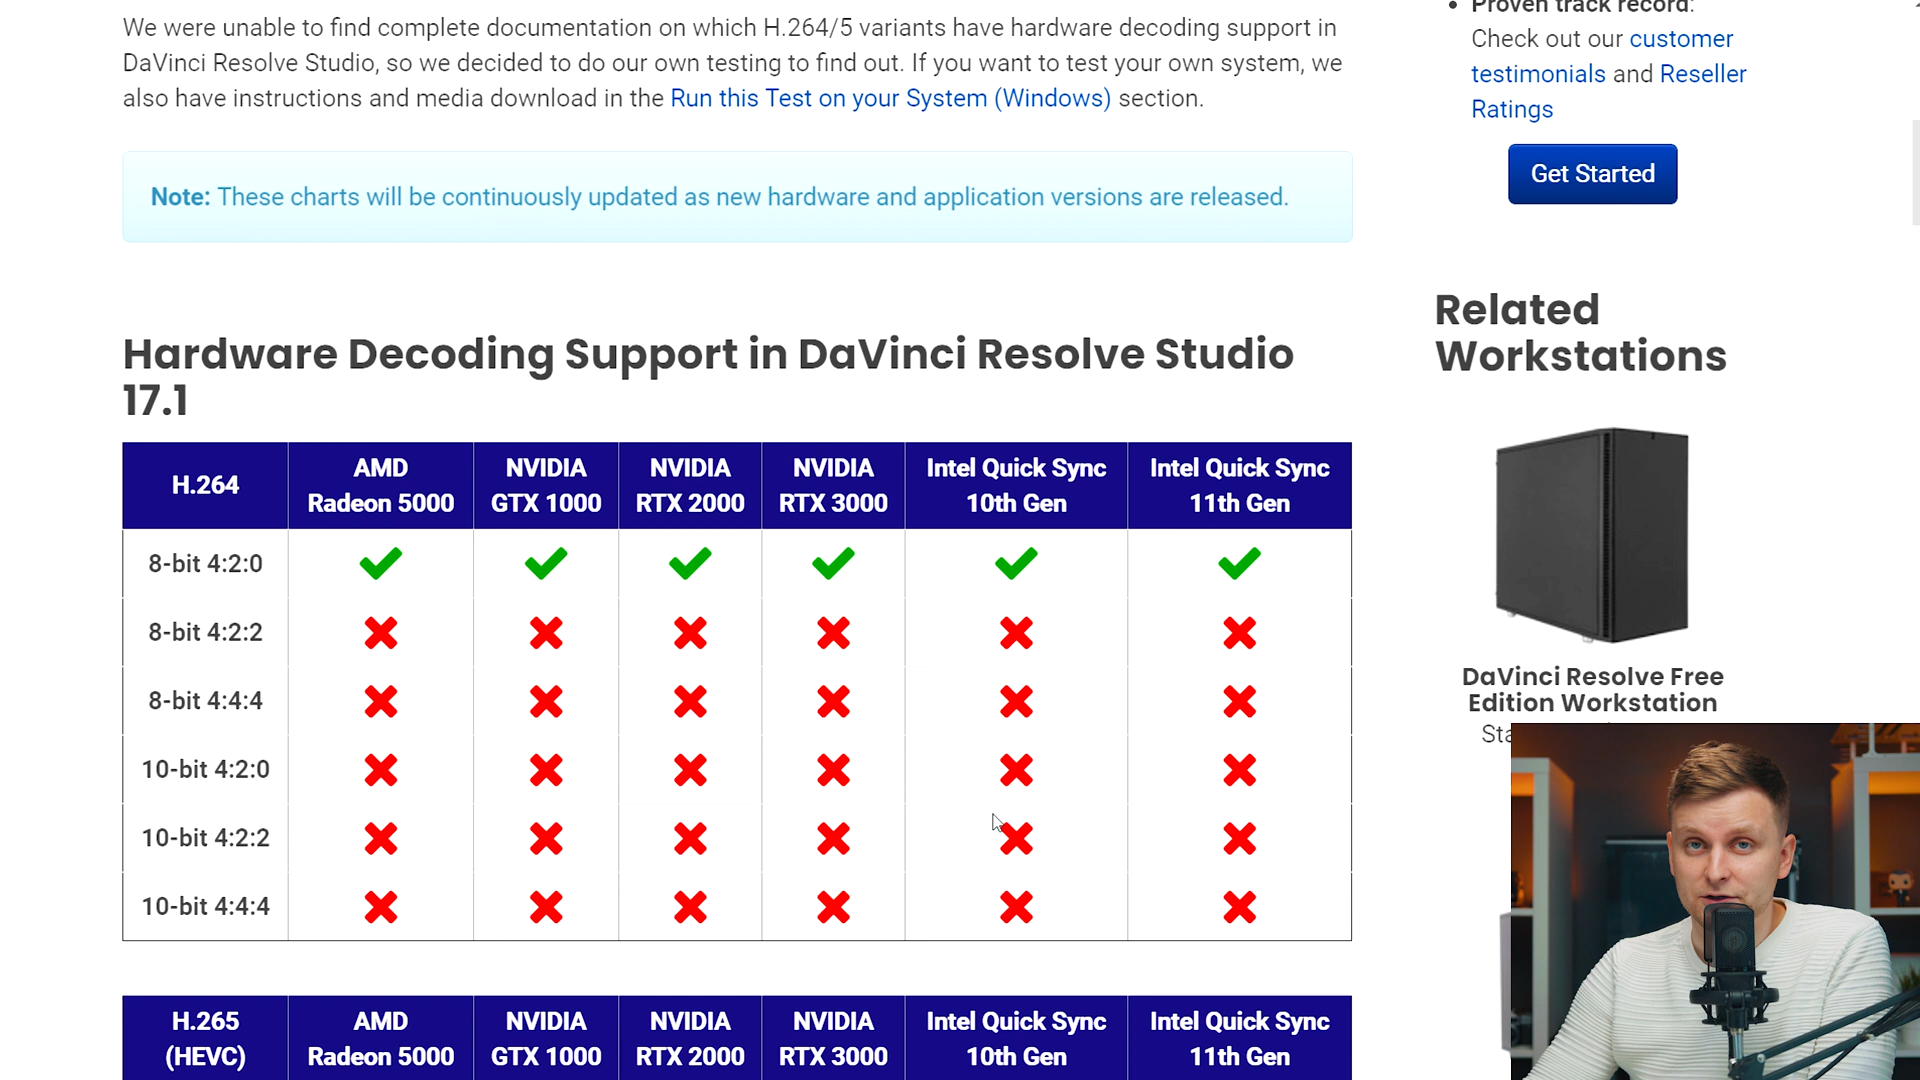 We were unable to find complete documentation on which H.264/5 variants have hardware decoding support in
DaVinci Resolve Studio, so we decided to do our own testing to find out. If you want to test your own system, we
also have instructions and media download in the Run this Test on your System (Windows) section.
Note: These charts will be continuously updated as new hardware and application versions are released.
Hardware Decoding Support in DaVinci Resolve Studio
17.1
H.264 AMD Radeon 5000 NVIDIA GTX 1000 NVIDIA RTX 2000 NVIDIA RTX 3000 Intel Quick Sync 10th Gen Intel Quick Sync 11th Gen
8-bit 4:2:0
8-bit 4:2:2
8-bit 4:4:4
10-bit 4:2:0
10-bit 4:2:2
10-bit 4:4:4
H.265 (HEVC) AMD Radeon 5000 NVIDIA GTX 1000 NVIDIA RTX 2000 NVIDIA RTX 3000 Intel Quick Sync 10th Gen Intel Quick Sync 11th Gen
Proven track record:
Check out our customer
testimonials and Reseller
Ratings
Get Started
Related
Workstations
DaVinci Resolve Free
Edition Workstation